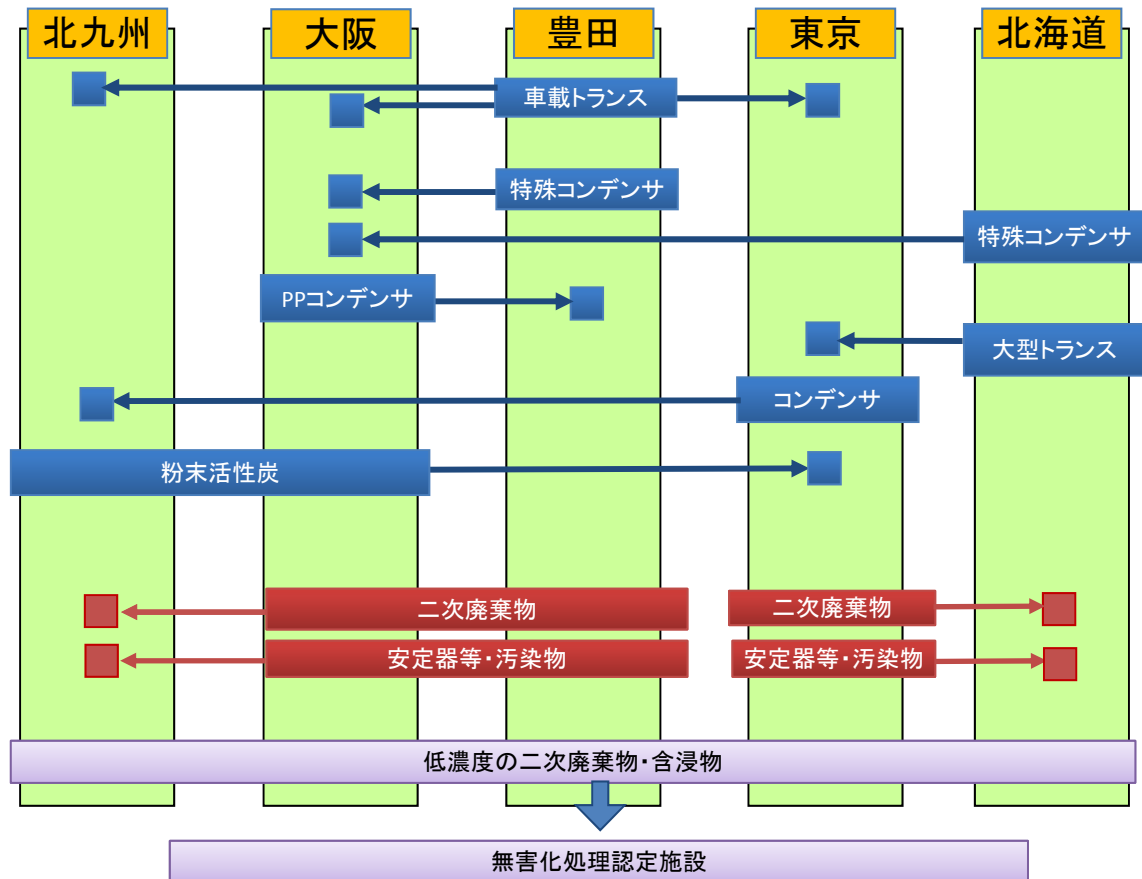 北九州
大阪
豊田
東京
北海道
車載トランス
特殊コンデンサ
特殊コンデンサ
PPコンデンサ
大型トランス
コンデンサ
粉末活性炭
二次廃棄物
二次廃棄物
安定器等・汚染物
安定器等・汚染物
低濃度の二次廃棄物・含浸物
無害化処理認定施設